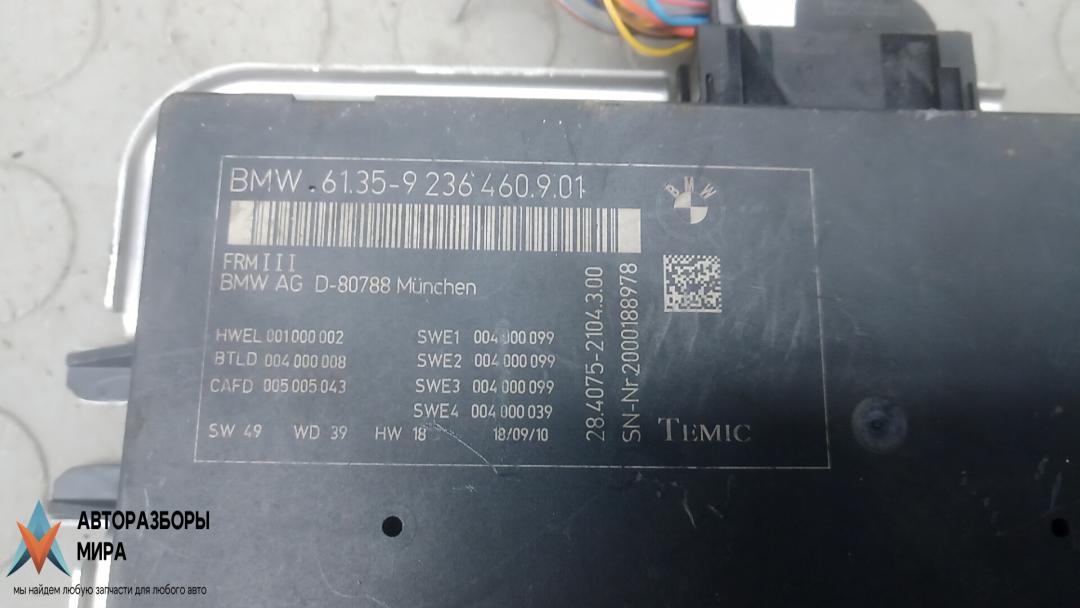 BMW .61.35-9 236 460.9.01
BMW
FRM III
BMW AG D-80788 München
HWEL 001 000 002
BTLD 004 000 008
CAFD 005 005 043
SWE1 004 000 099
SWE2 004 000 099
SWE3 004 000 099
SWE4 004 000 039
SW 49 WD 39 HW 18 18/09/10
28.4075-2104.3.00
SN-Nr.2000188978
TEMIC
АВТОРАЗБОРЫ
МИРА
мы найдем любую запчасти для любого авто